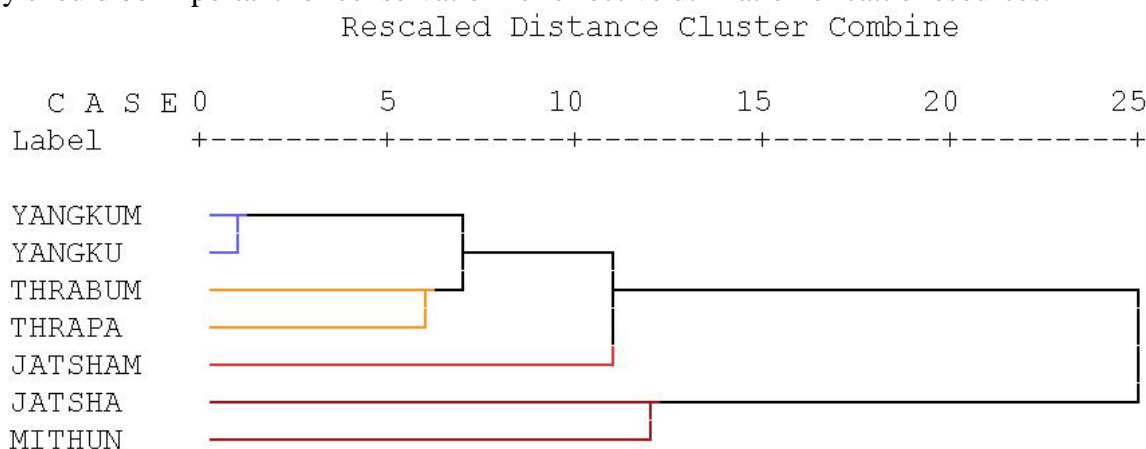 Rescaled Distance Cluster Combine
C A S E 0 5 10 15 20 25
Label +---------+---------+---------+---------+---------+
YANGKUM
YANGKU
THRABUM
THRAPA
JATSHAM
JATSHA
MITHUN